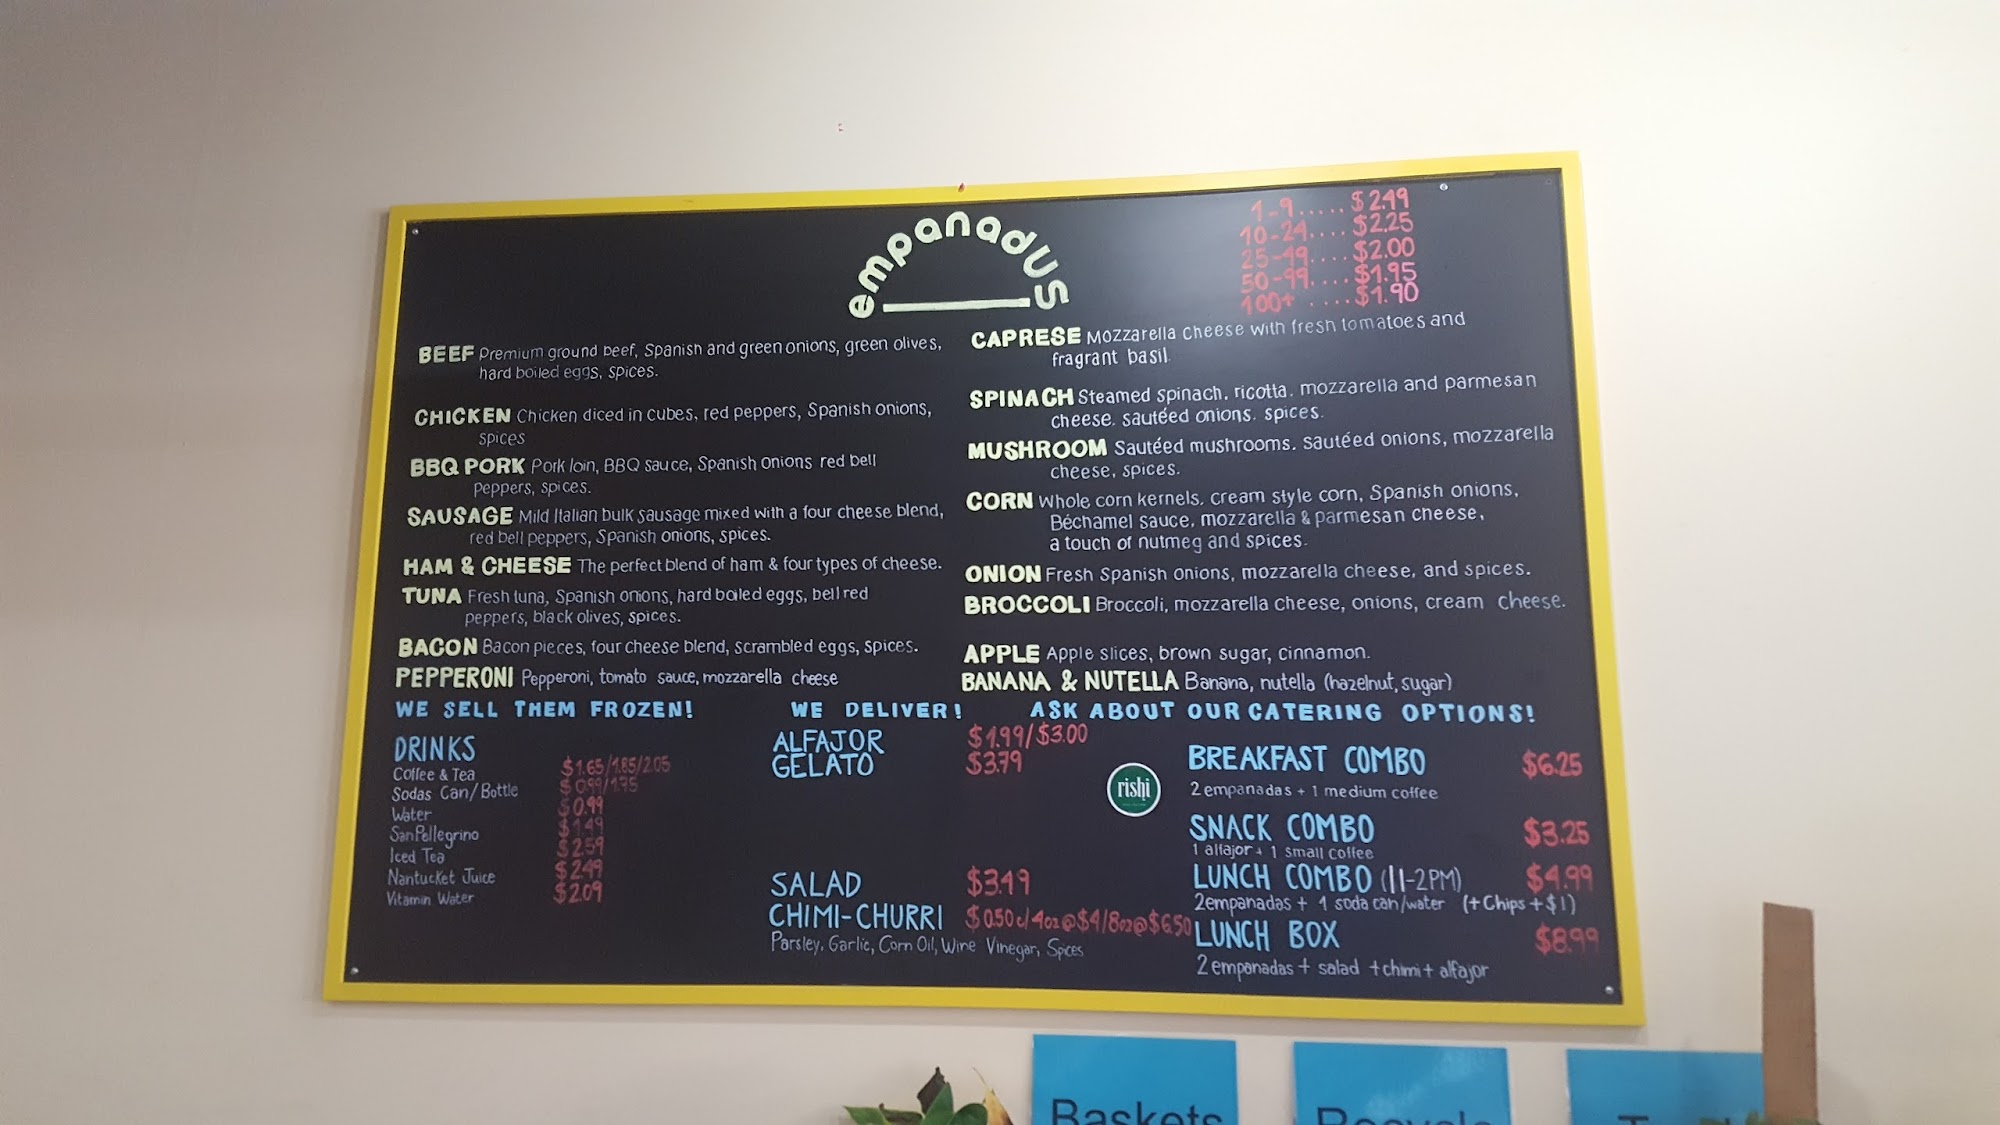 empanadUS
1-9.....$2.49
10-24....$2.25
25-49....$2.00
50-99....$1.95
100+ ....$1.90
BEEF Premium ground beef, Spanish and green onions, green olives,
hard boiled eggs, spices.
CHICKEN Chicken diced in cubes, red peppers, Spanish onions,
spices
BBQ PORK Pork loin, BBQ sauce, Spanish onions red bell
peppers, spices.
SAUSAGE Mild Italian bulk sausage mixed with a four cheese blend,
red bell peppers, Spanish onions, spices.
HAM & CHEESE The perfect blend of ham & four types of cheese.
TUNA Fresh tuna, Spanish onions, hard boiled eggs, bell red
peppers, black olives, spices.
BACON Bacon pieces, four cheese blend, scrambled eggs, spices.
PEPPERONI Pepperoni, tomato sauce, mozzarella cheese
CAPRESE Mozzarella Cheese with fresh tomatoes and
fragrant basil.
SPINACH Steamed spinach, ricotta, mozzarella and parmesan
cheese, sautéed onions, spices.
MUSHROOM Sautéed mushrooms, sautéed onions, mozzarella
cheese, spices.
CORN Whole corn kernels, cream style corn, Spanish onions,
Béchamel sauce, mozzarella & parmesan cheese,
a touch of nutmeg and spices.
ONION Fresh Spanish onions, mozzarella cheese, and spices.
BROCCOLI Broccoli, mozzarella cheese, onions, cream cheese.
APPLE Apple slices, brown sugar, cinnamon.
BANANA & NUTELLA Banana, nutella (hazelnut, sugar)
WE SELL THEM FROZEN! WE DELIVER! ASK ABOUT OUR CATERING OPTIONS!
DRINKS
Coffee & Tea $1.65/1.85/2.05
Sodas Can/Bottle $0.99/1.75
Water $0.99
SanPellegrino $1.49
Iced Tea $2.59
Nantucket Juice $2.49
Vitamin Water $2.09
ALFAJOR $1.99/$3.00
GELATO $3.79
rishi
SALAD $3.49
CHIMI-CHURRI $0.50 c/4oz@$4/8oz@$6.50
Parsley, Garlic, Corn Oil, Wine Vinegar, Spices
BREAKFAST COMBO $6.25
2 empanadas + 1 medium coffee
SNACK COMBO $3.25
1 alfajor + 1 small coffee
LUNCH COMBO (11-2PM) $4.99
2empanadas + 1 soda can/water (+Chips +$1)
LUNCH BOX $8.99
2 empanadas + salad +chimi+ alfajor
Baskets
Recycle